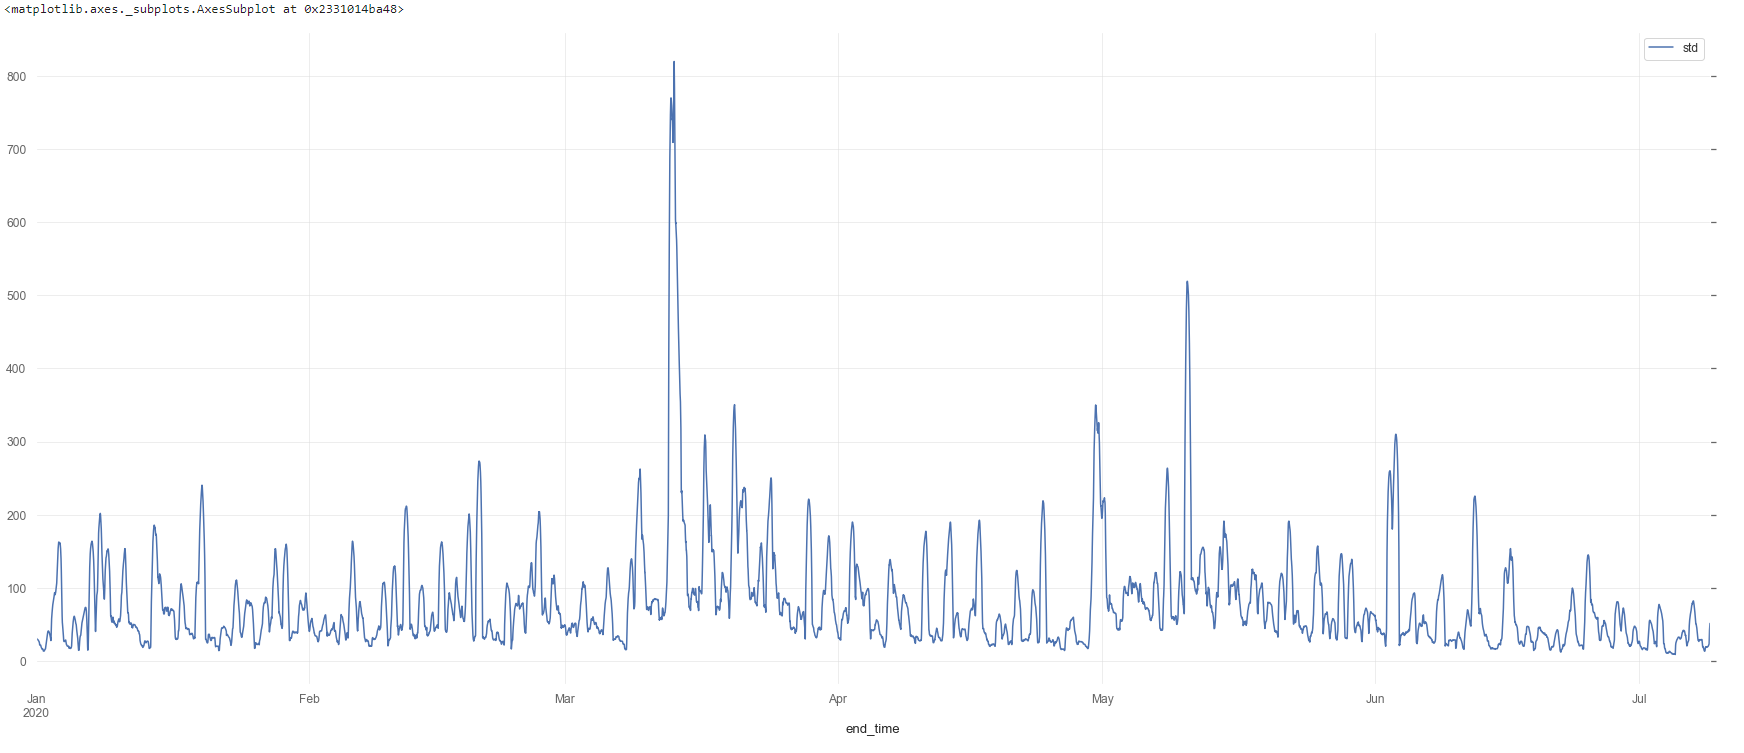 <matplotlib.axes._subplots.AxesSubplot at 0x2331014ba48>
std
800
700
600
500
400
300
200
100
0
Jan Feb Mar Apr May Jun Jul
2020
end_time